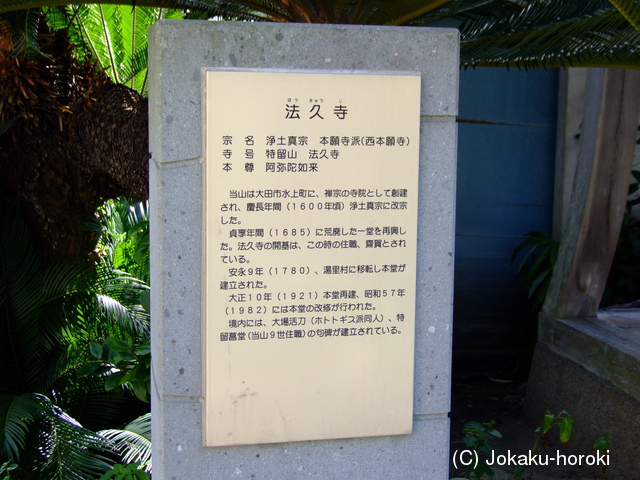 ほう きゅう じ
法久寺
宗 名 浄土真宗 本願寺派(西本願寺)
寺 号 特留山 法久寺
本 尊 阿弥陀如来
当山は大田市水上町に、禅宗の寺院として創建
され、慶長年間(1600年頃)浄土真宗に改宗
した。
貞享年間(1685)に荒廃した一堂を再興し
た。法久寺の開基は、この時の住職、
とされ
ている。
安永9年(1780)、湯里村に移転し本堂が
建立された。
大正10年(1921)本堂再建、昭和57年
(1982)には本堂の改修が行われた。
境内には、大場活刀(ホトトギス派同人)、特
留菖堂(当山9世住職)の句碑が建立されている。
(C) Jokaku-horoki